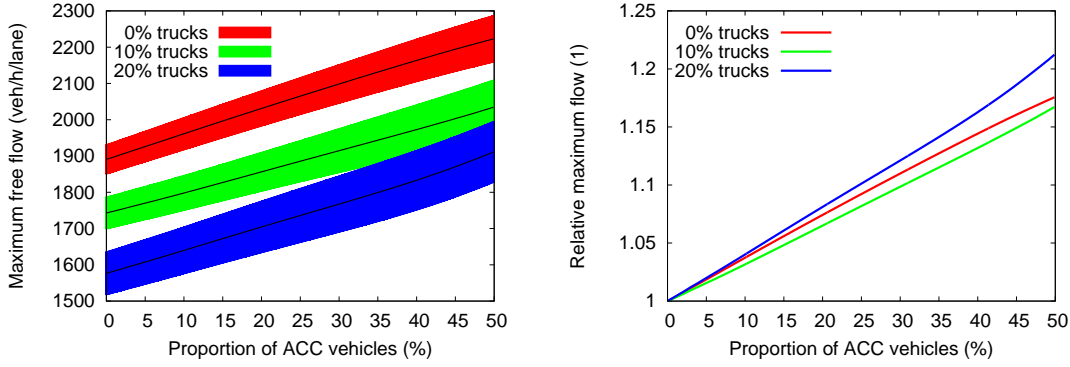 Maximum free flow (veh/h/lane)
2300
2200
2100
2000
1900
1800
1700
1600
1500
0% trucks
10% trucks
20% trucks
0 5 10 15 20 25 30 35 40 45 50
Proportion of ACC vehicles (%)
Relative maximum flow (1)
1.25
1.2
1.15
1.1
1.05
1
0% trucks
10% trucks
20% trucks
0 5 10 15 20 25 30 35 40 45 50
Proportion of ACC vehicles (%)